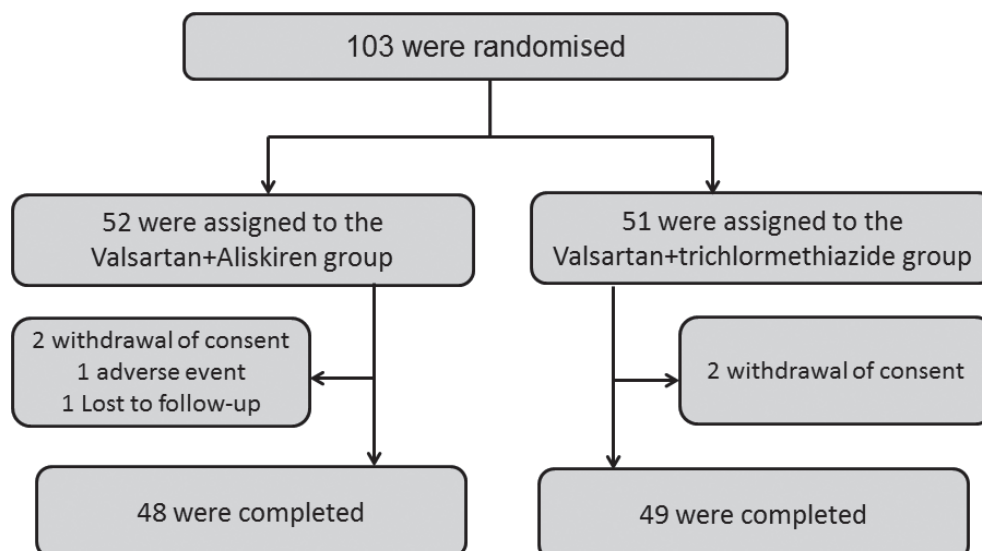 103 were randomised
52 were assigned to the
Valsartan+Aliskiren group
51 were assigned to the
Valsartan+trichlormethiazide group
2 withdrawal of consent
1 adverse event
1 Lost to follow-up
2 withdrawal of consent
48 were completed
49 were completed